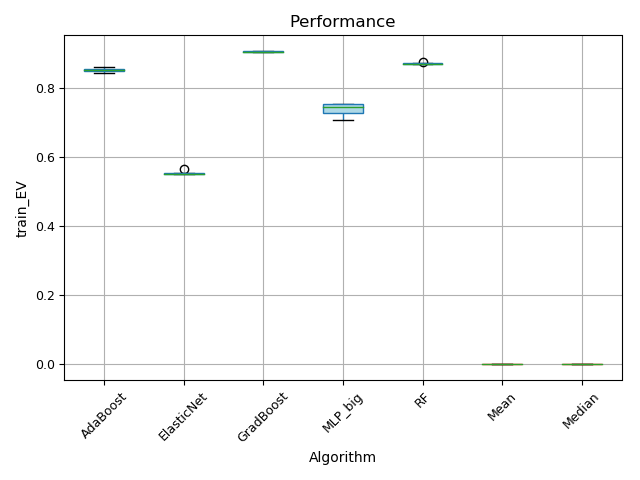 Performance
train_EV
0.8
0.6
0.4
0.2
0.0
AdaBoost
ElasticNet
GradBoost
MLP_big
RF
Mean
Median
Algorithm